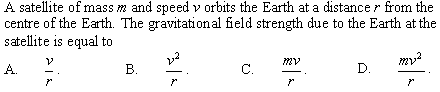 A satellite of mass m and speed v orbits the Earth at a distance r from the
centre of the Earth. The gravitational field strength due to the Earth at the
satellite is equal to
A. v/r. B. v²/r. C. mv/r. D. mv²/r.